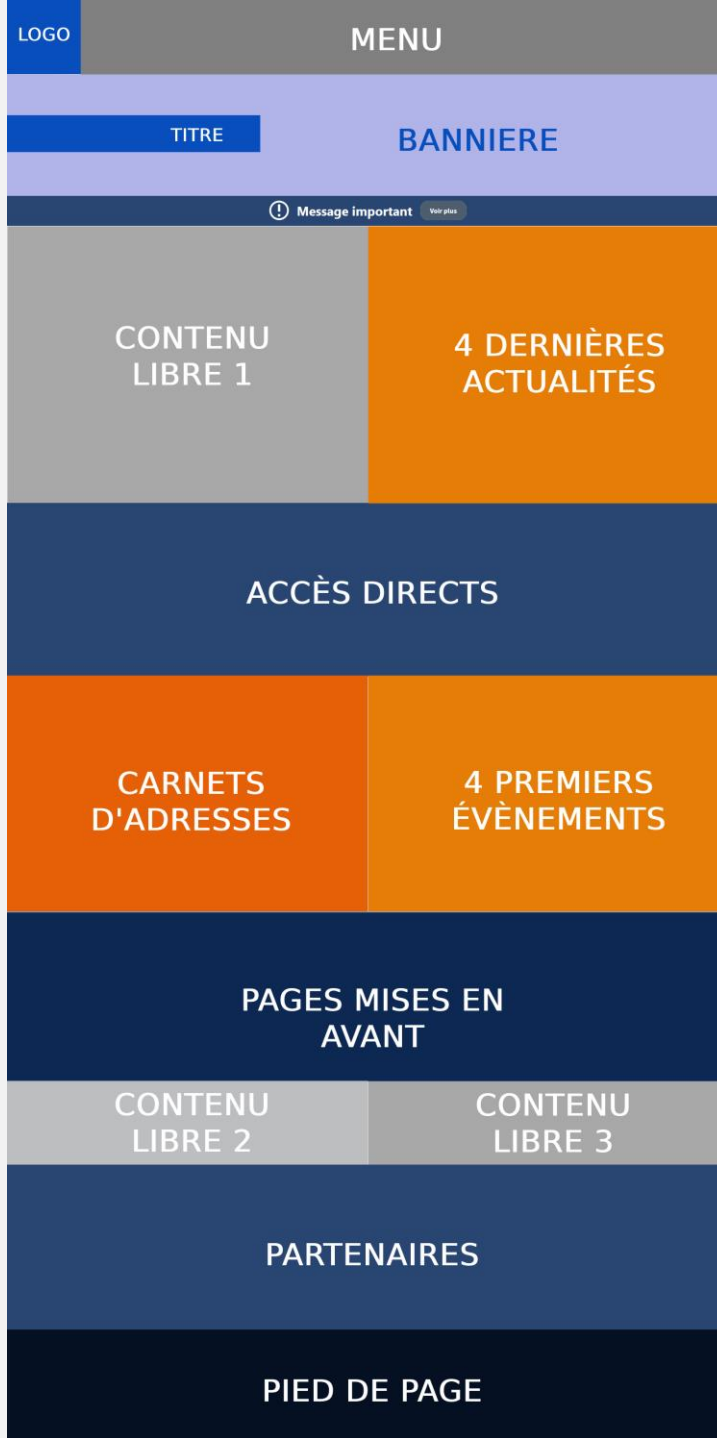 LOGO
MENU
TITRE
BANNIERE
Message important
Voir plus
CONTENU
LIBRE 1
4 DERNIÈRES
ACTUALITÉS
ACCÈS DIRECTS
CARNETS
D'ADRESSES
4 PREMIERS
ÉVÈNEMENTS
PAGES MISES EN
AVANT
CONTENU
LIBRE 2
CONTENU
LIBRE 3
PARTENAIRES
PIED DE PAGE